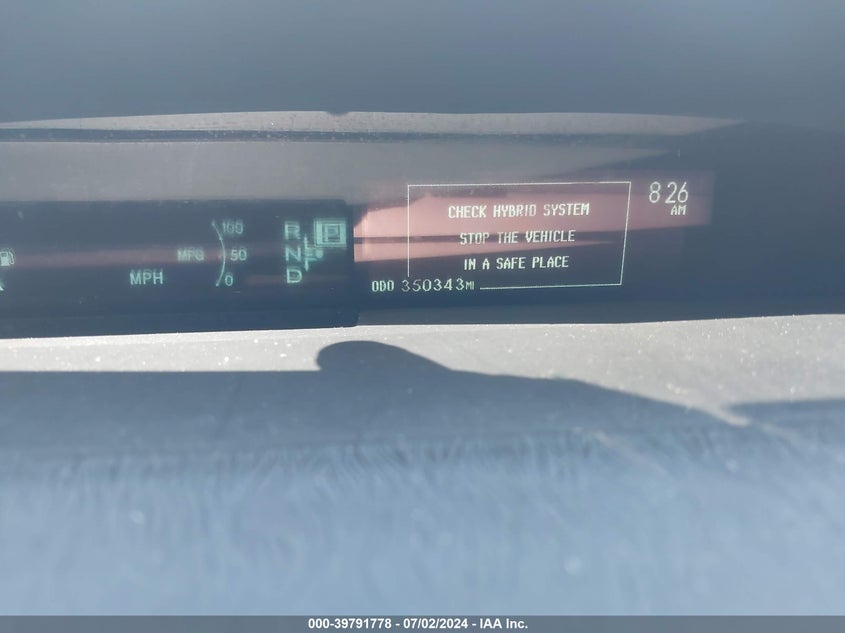 100
MPG 50
0
MPH
R
P
N
B
D
CHECK HYBRID SYSTEM
STOP THE VEHICLE
IN A SAFE PLACE
ODO 350343 MI
8:26
AM
000-39791778 - 07/02/2024 - IAA Inc.